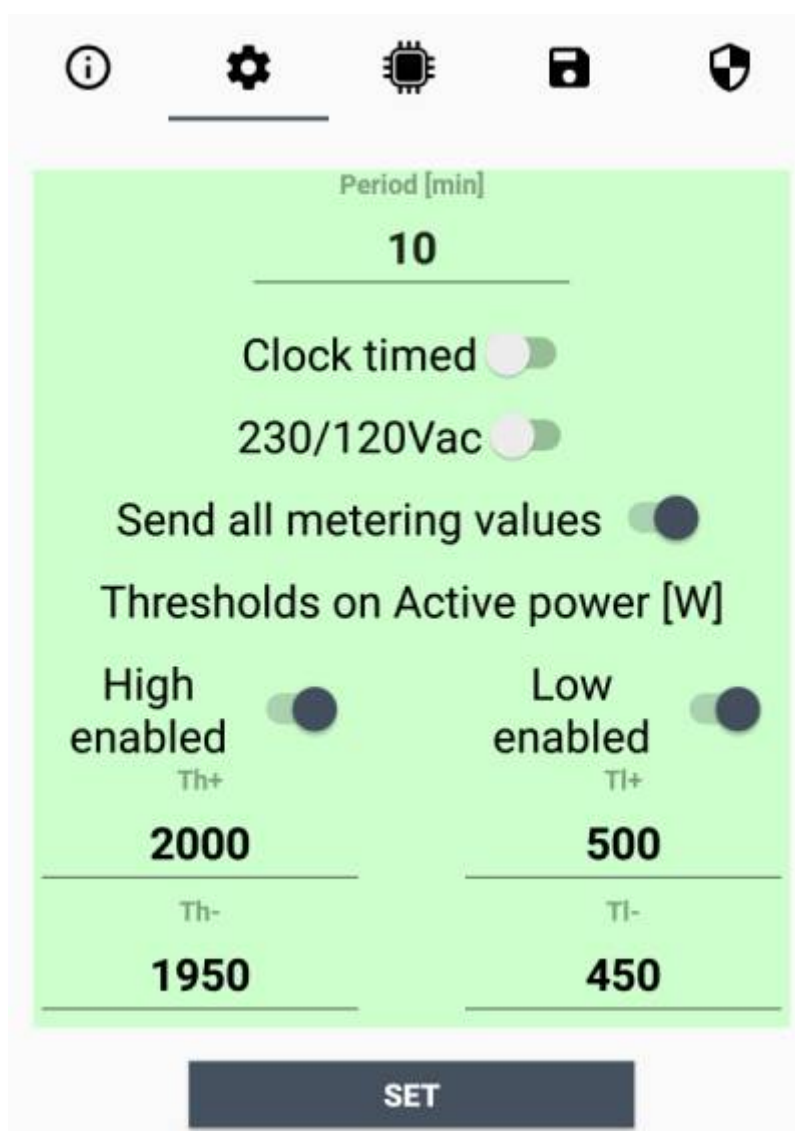 Period [min]
10
Clock timed
230/120Vac
Send all metering values
Thresholds on Active power [W]
High
enabled
Low
enabled
Th+
Tl+
2000
500
Th-
Tl-
1950
450
SET